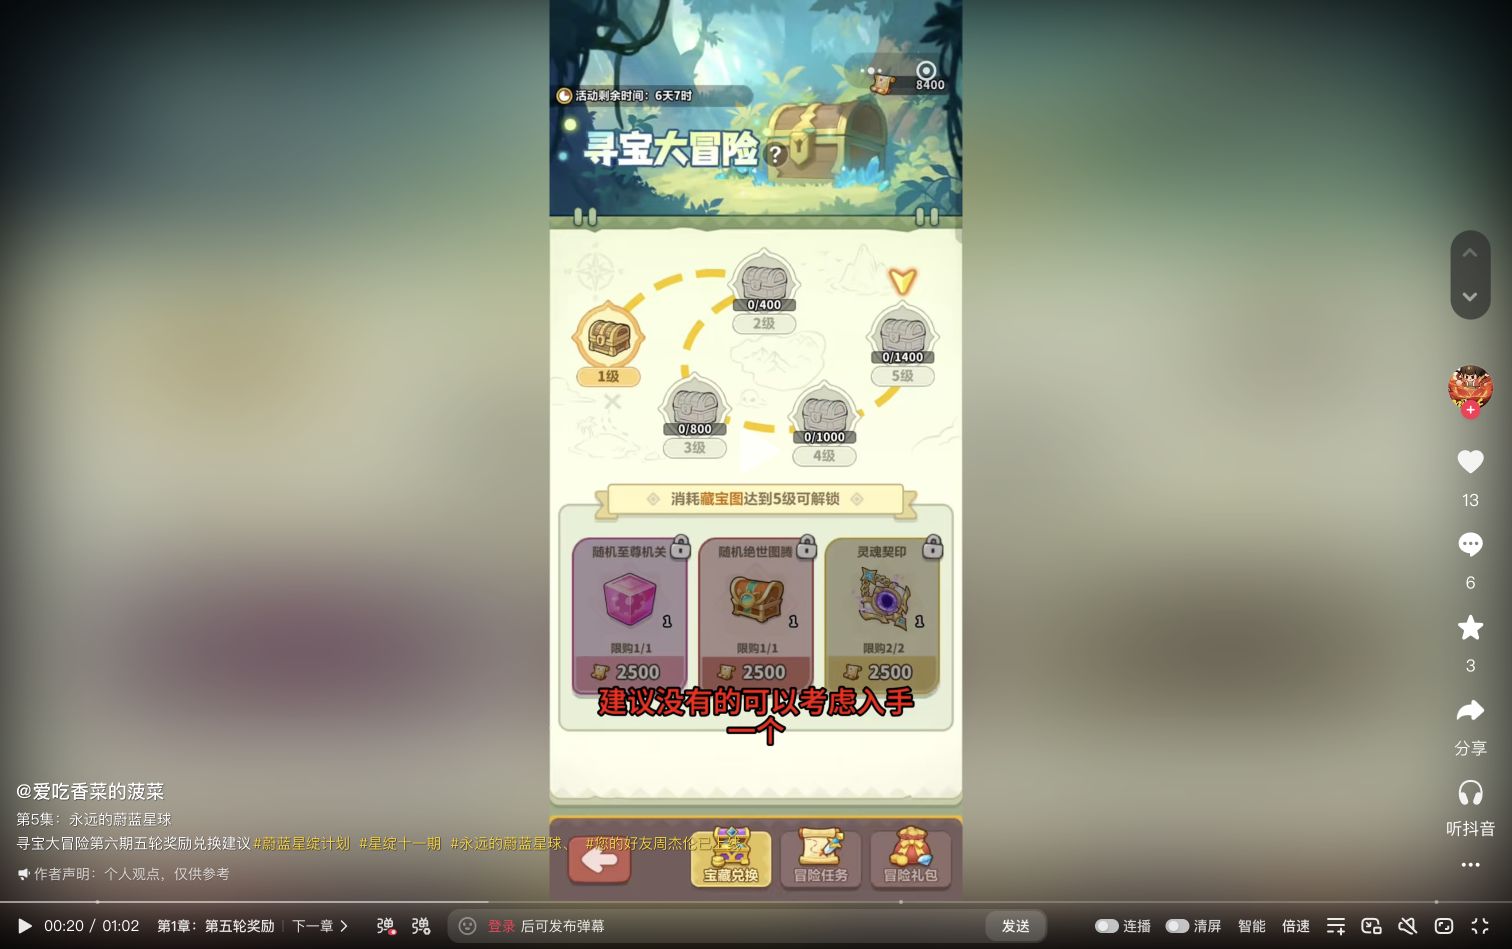 8400
活动剩余时间：6天7时
寻宝大冒险
?
0/400
2级
0/1400
5级
1级
0/800
3级
0/1000
4级
消耗藏宝图达到5级可解锁
随机至尊机关
随机绝世图腾
灵魂契印
1
1
1
限购1/1
限购1/1
限购2/2
2500
2500
2500
建议没有的可以考虑入手
一个
宝藏兑换
冒险任务
冒险礼包
13
6
3
分享
听抖音
@爱吃香菜的菠菜
第5集：永远的蔚蓝星球
寻宝大冒险第六期五轮奖励兑换建议#蔚蓝星绽计划 #星绽十一期 #永远的蔚蓝星球、 #您的好友周杰伦已上线
作者声明：个人观点，仅供参考
00:20 / 01:02 第1章：第五轮奖励 | 下一章 弹 弹 登录 后可发布弹幕 发送 连播 清屏 智能 倍速